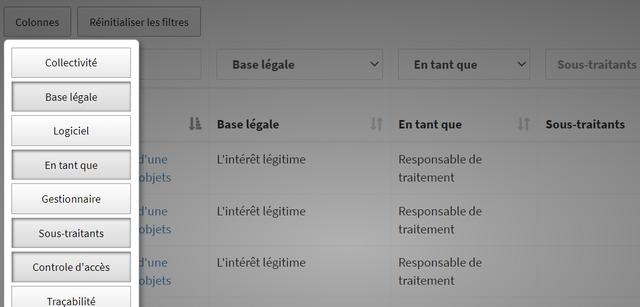 Colonnes
Réinitialiser les filtres
Collectivité
Base légale
Logiciel
En tant que
Gestionnaire
Sous-traitants
Controle d'accès
Traçabilité
Base légale
En tant que
Sous-traitants
Base légale
En tant que
Sous-traitants
d'une
objets
L'intérêt légitime
Responsable de
traitement
d'une
objets
L'intérêt légitime
Responsable de
traitement
d'une
objets
L'intérêt légitime
Responsable de
traitement